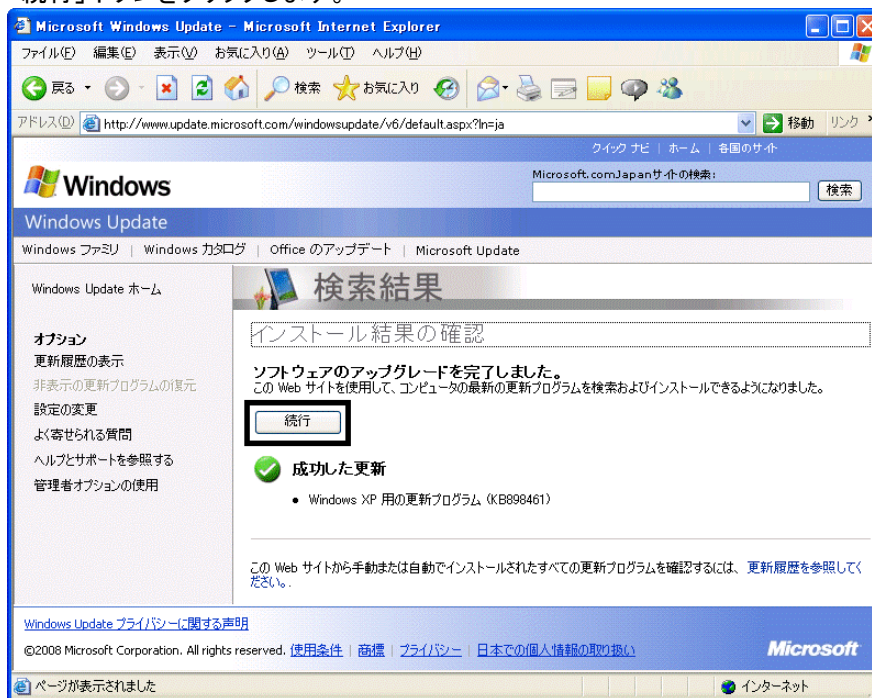 続行」ボタンをクリックします。
Microsoft Windows Update - Microsoft Internet Explorer
ファイル(F) 編集(E) 表示(V) お気に入り(A) ツール(T) ヘルプ(H)
戻る 検索 お気に入り
アドレス(D) http://www.update.microsoft.com/windowsupdate/v6/default.aspx?ln=ja 移動 リンク
クイック ナビ | ホーム | 各国のサイト
Windows
Microsoft.comJapanサイトの検索:
検索
Windows Update
Windows ファミリ | Windows カタログ | Office のアップデート | Microsoft Update
Windows Update ホーム
オプション
更新履歴の表示
非表示の更新プログラムの復元
設定の変更
よく寄せられる質問
ヘルプとサポートを参照する
管理者オプションの使用
検索結果
インストール結果の確認
ソフトウェアのアップグレードを完了しました。
この Web サイトを使用して、コンピュータの最新の更新プログラムを検索およびインストールできるようになりました。
続行
成功した更新
• Windows XP 用の更新プログラム (KB898461)
この Web サイトから手動または自動でインストールされたすべての更新プログラムを確認するには、更新履歴を参照してく
ださい。.
Windows Update プライバシーに関する声明
©2008 Microsoft Corporation. All rights reserved. 使用条件 | 商標 | プライバシー | 日本での個人情報の取り扱い
Microsoft
ページが表示されました インターネット